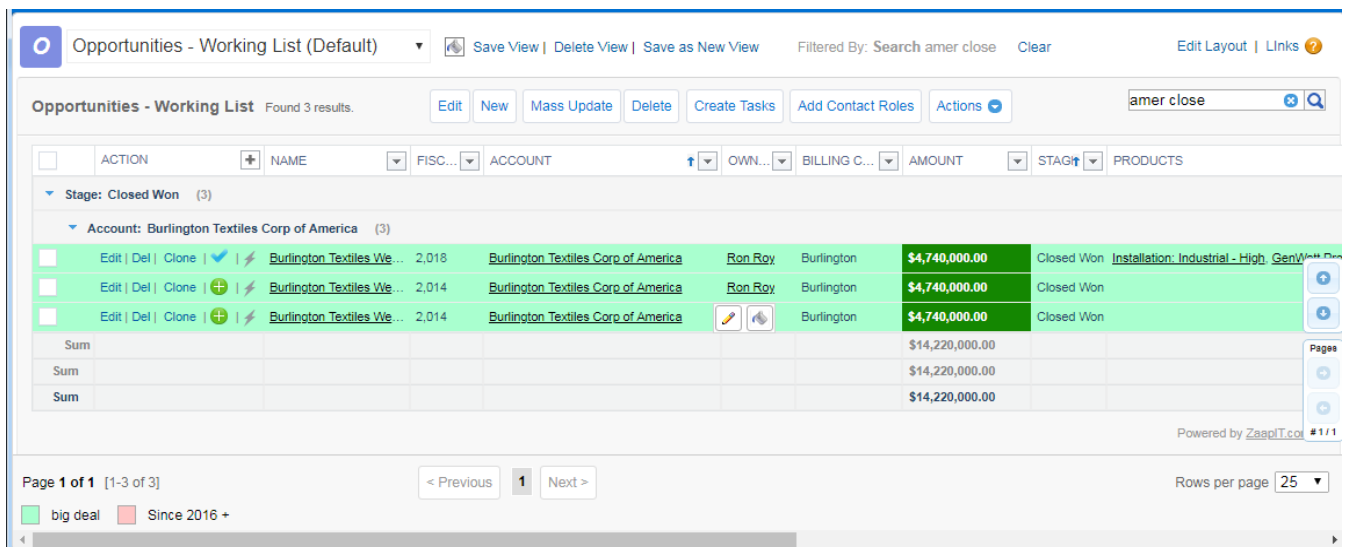 O Opportunities - Working List (Default) Save View | Delete View | Save as New View Filtered By: Search amer close Clear Edit Layout | LInks ?
Opportunities - Working List Found 3 results. Edit New Mass Update Delete Create Tasks Add Contact Roles Actions amer close
ACTION + NAME FISC... ACCOUNT OWN... BILLING C... AMOUNT STAG PRODUCTS
Stage: Closed Won (3)
Account: Burlington Textiles Corp of America (3)
Edit | Del | Clone | | Burlington Textiles We... 2,018 Burlington Textiles Corp of America Ron Roy Burlington $4,740,000.00 Closed Won Installation: Industrial - High, GenWatt
Edit | Del | Clone | | Burlington Textiles We... 2,014 Burlington Textiles Corp of America Ron Roy Burlington $4,740,000.00 Closed Won
Edit | Del | Clone | | Burlington Textiles We... 2,014 Burlington Textiles Corp of America Burlington $4,740,000.00 Closed Won
Sum $14,220,000.00
Pages
Sum $14,220,000.00
Sum $14,220,000.00
Powered by ZaapIT.co
#1/1
Page 1 of 1 [1-3 of 3] < Previous 1 Next > Rows per page 25
big deal Since 2016 +